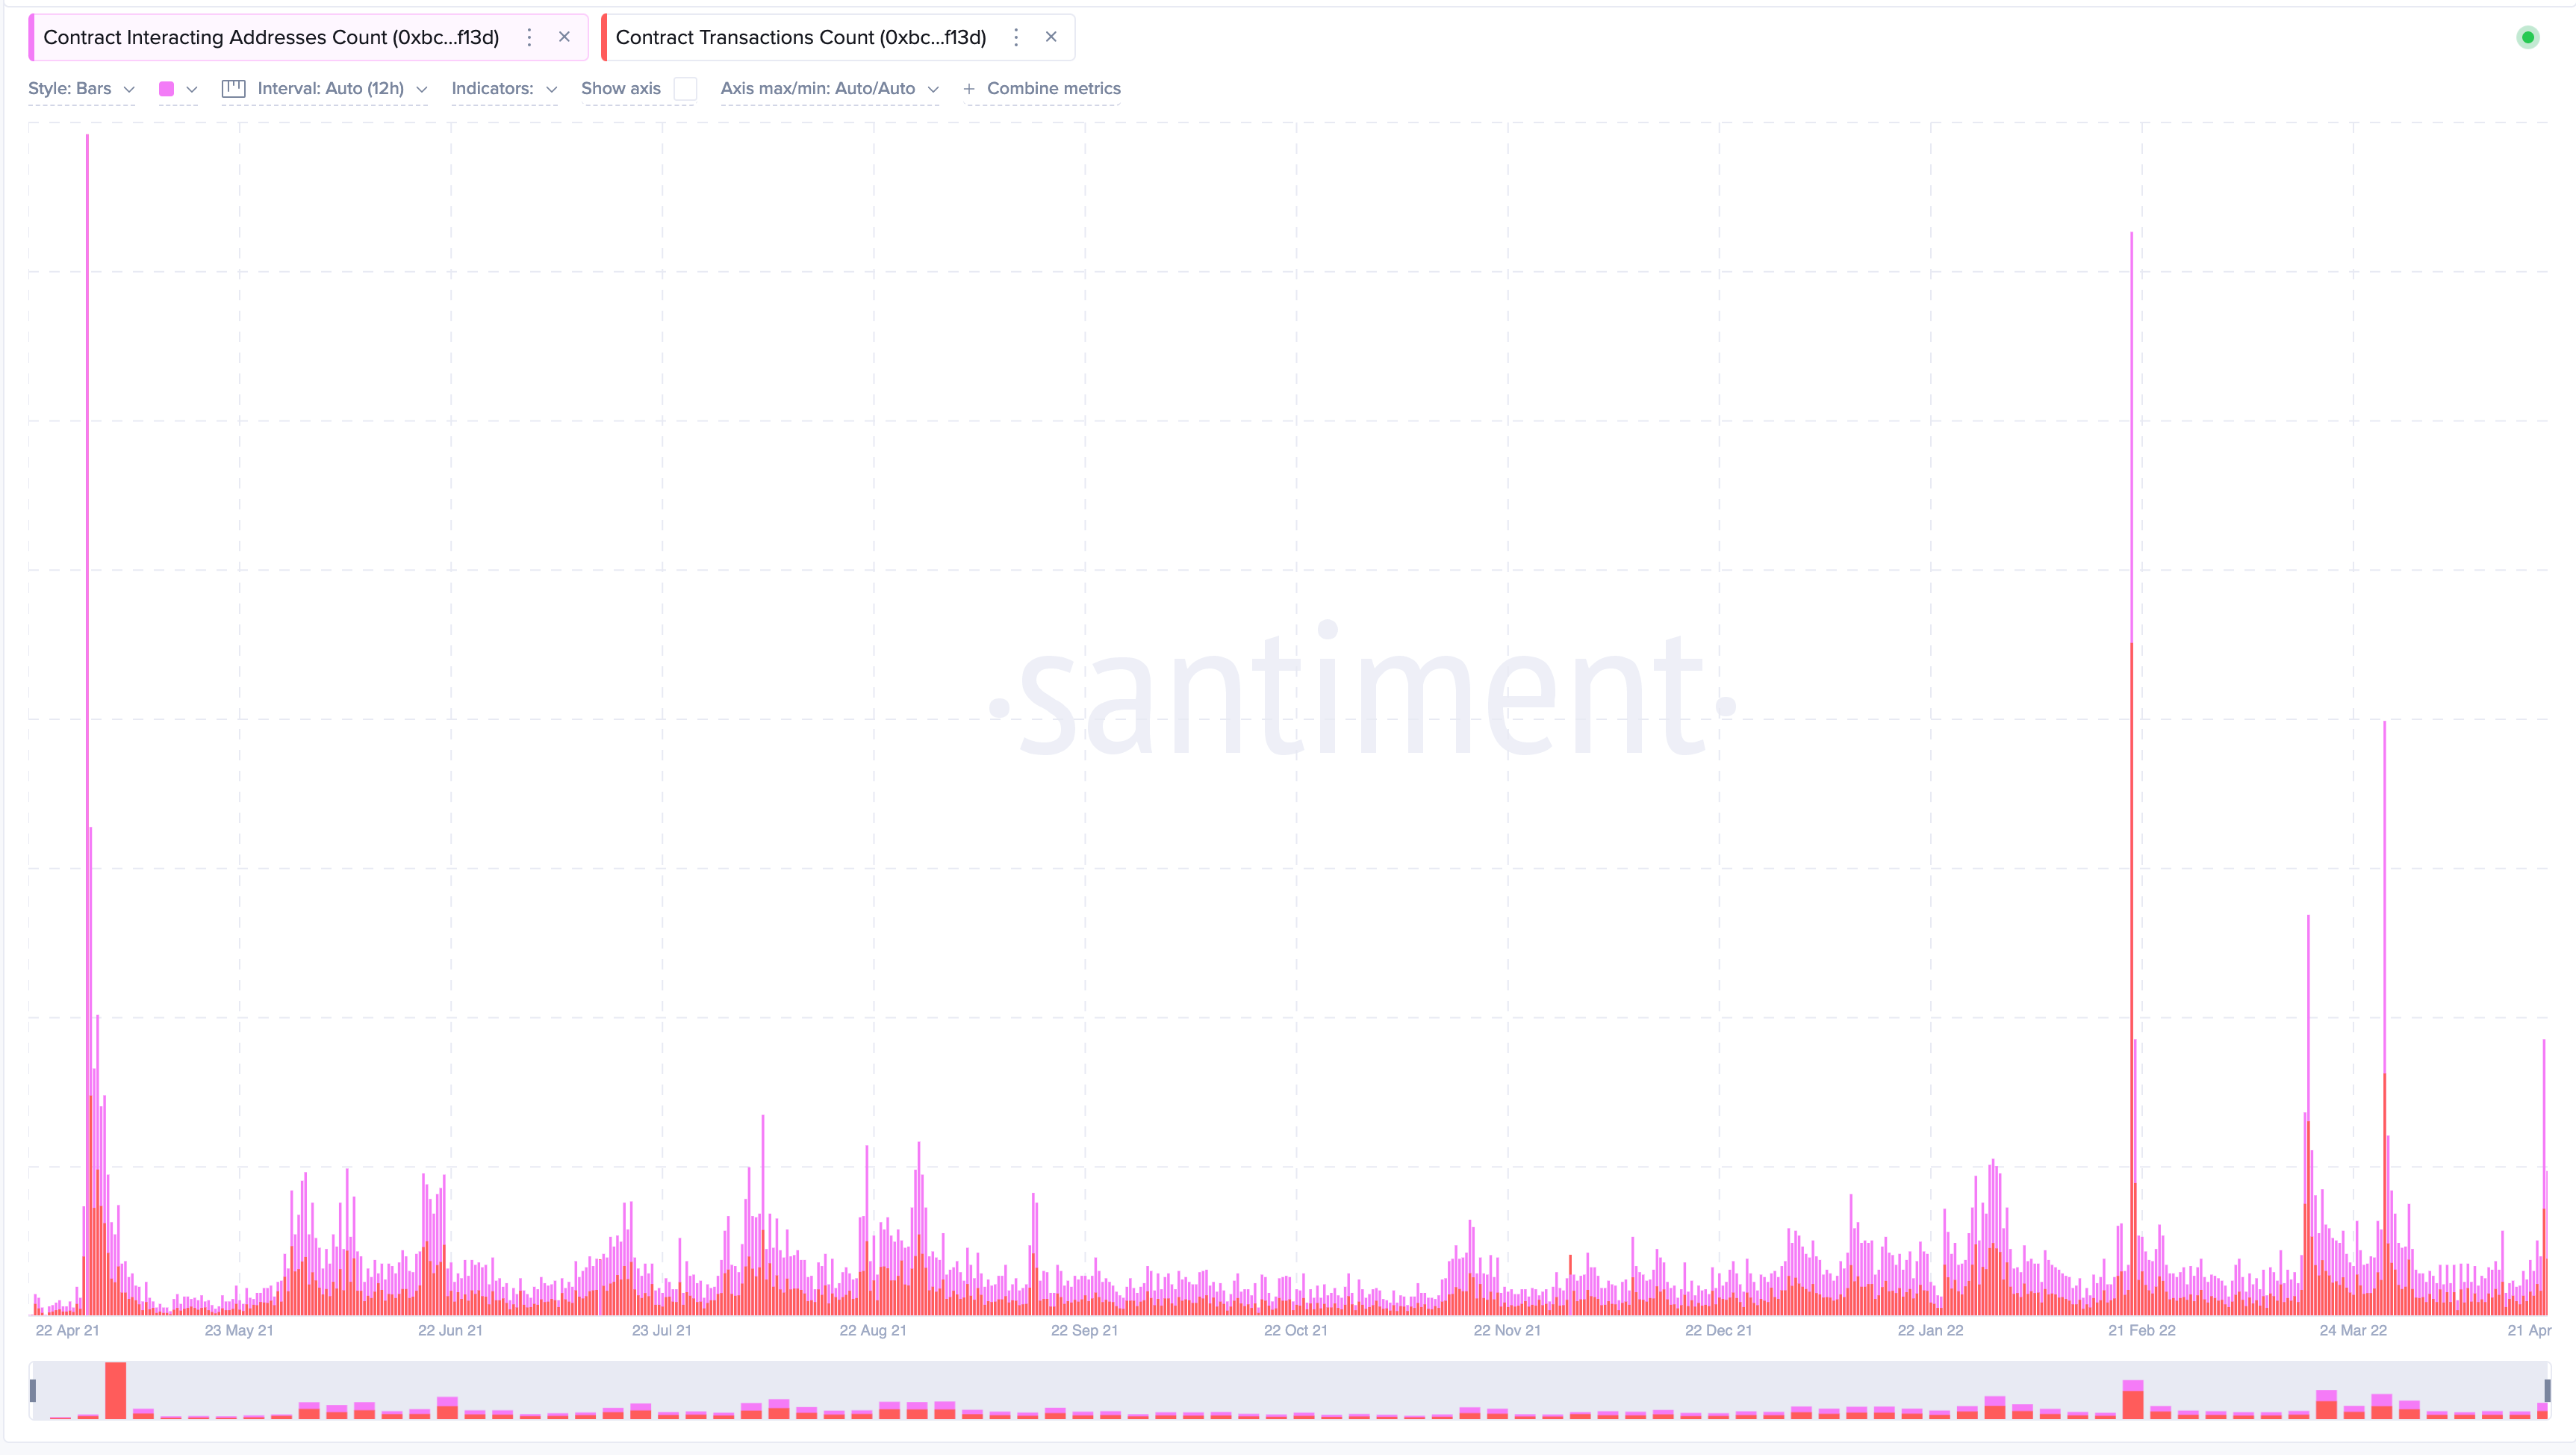 Contract Interacting Addresses Count (0xbc...f13d)
Contract Transactions Count (0xbc...f13d)
Style: Bars
Interval: Auto (12h)
Indicators:
Show axis
Axis max/min: Auto/Auto
+ Combine metrics
·santiment·
22 Apr 21
23 May 21
22 Jun 21
23 Jul 21
22 Aug 21
22 Sep 21
22 Oct 21
22 Nov 21
22 Dec 21
22 Jan 22
21 Feb 22
24 Mar 22
21 Apr